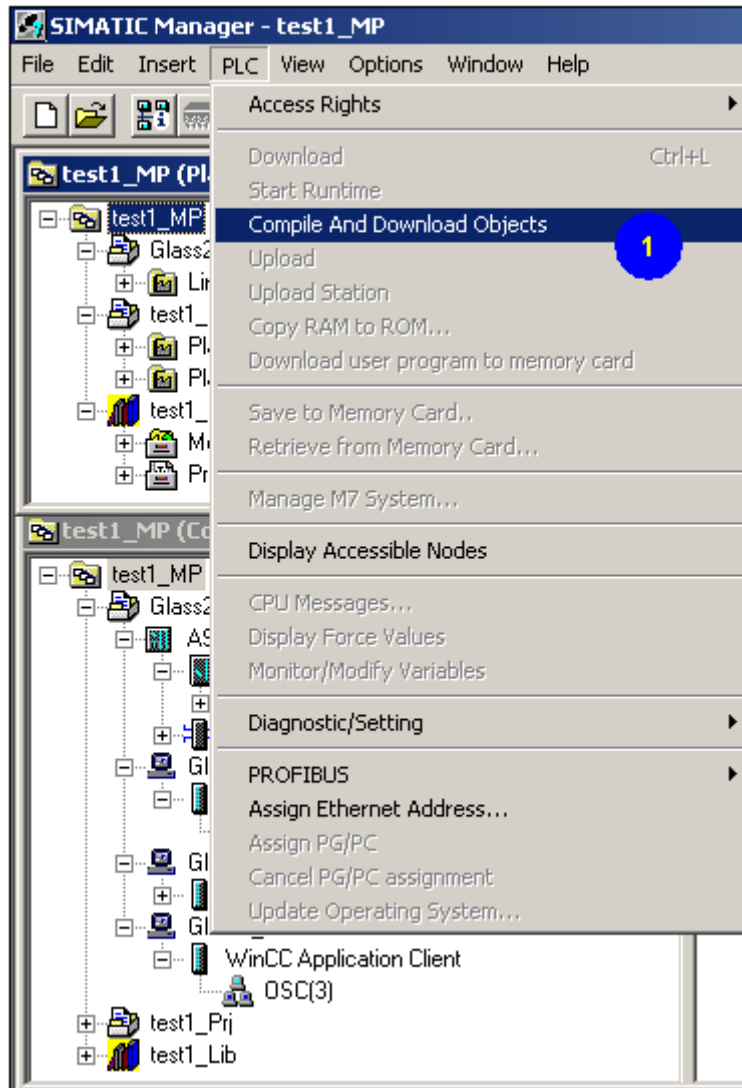 SIMATIC Manager - test1_MP
File Edit Insert PLC View Options Window Help
Access Rights
test1_MP (Pl
Download Ctrl+L
Start Runtime
test1_MP
Compile And Download Objects
1
Glass2
Upload
Lin
Upload Station
test1_
Copy RAM to ROM...
Pl
Download user program to memory card
Pl
test1_
Save to Memory Card..
M
Retrieve from Memory Card...
Pr
Manage M7 System...
test1_MP (Co
Display Accessible Nodes
test1_MP
CPU Messages...
Glass2
Display Force Values
AS
Monitor/Modify Variables
Diagnostic/Setting
Gl
PROFIBUS
Assign Ethernet Address...
Assign PG/PC
Gl
Cancel PG/PC assignment
Update Operating System...
Gl
WinCC Application Client
OSC(3)
test1_Prj
test1_Lib